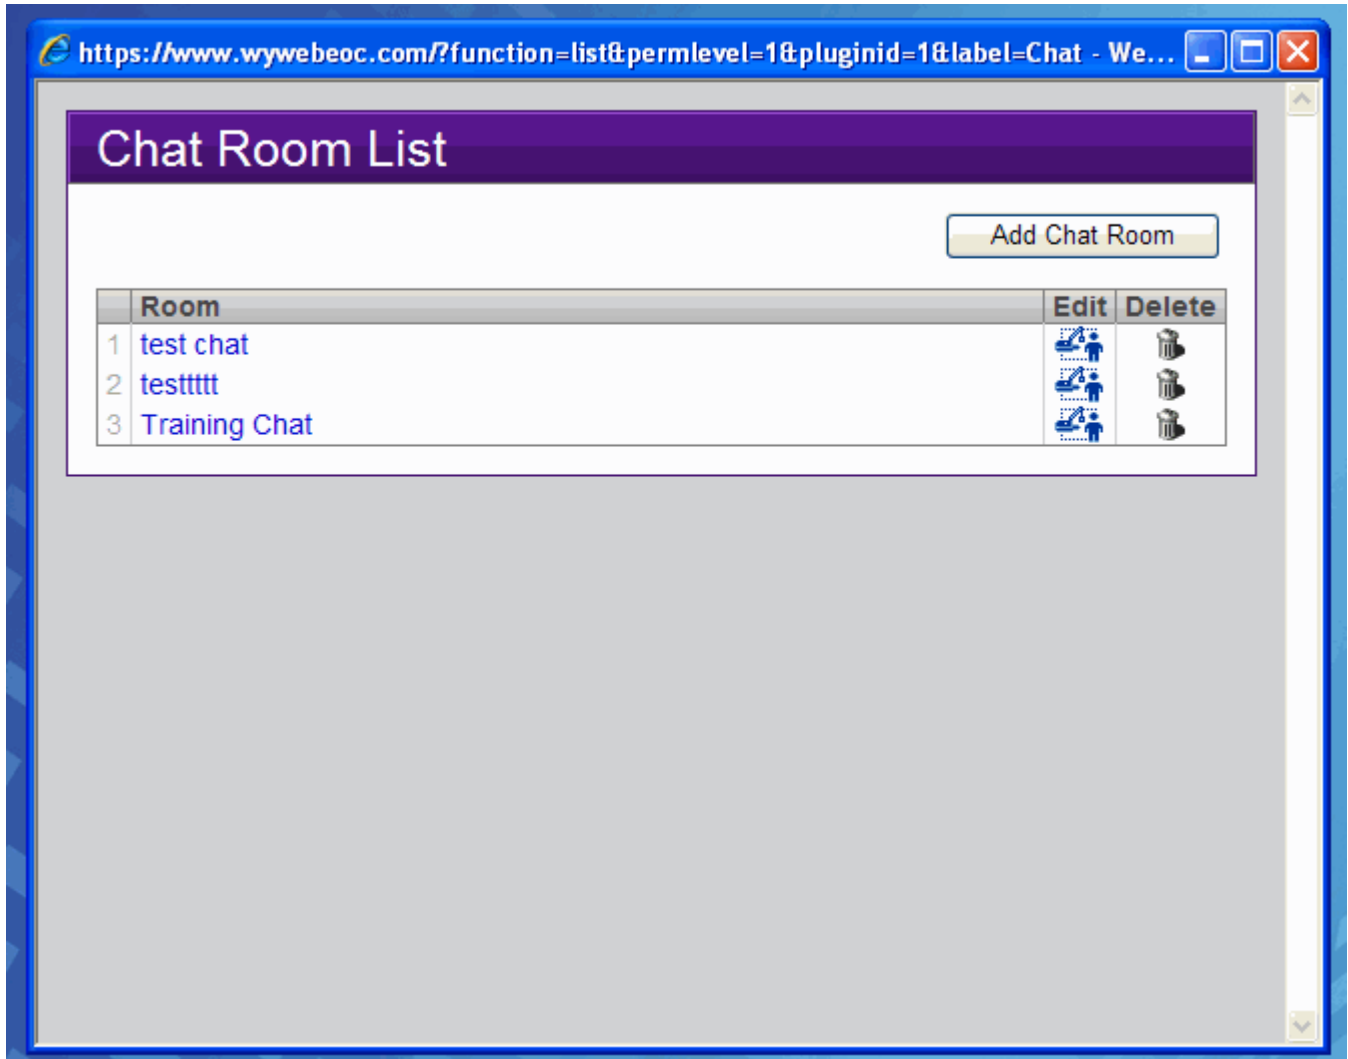 https://www.wywebeoc.com/?function=list&permlevel=1&pluginid=1&label=Chat - We...
Chat Room List
Add Chat Room
Room Edit Delete
1 test chat
2 testtttt
3 Training Chat